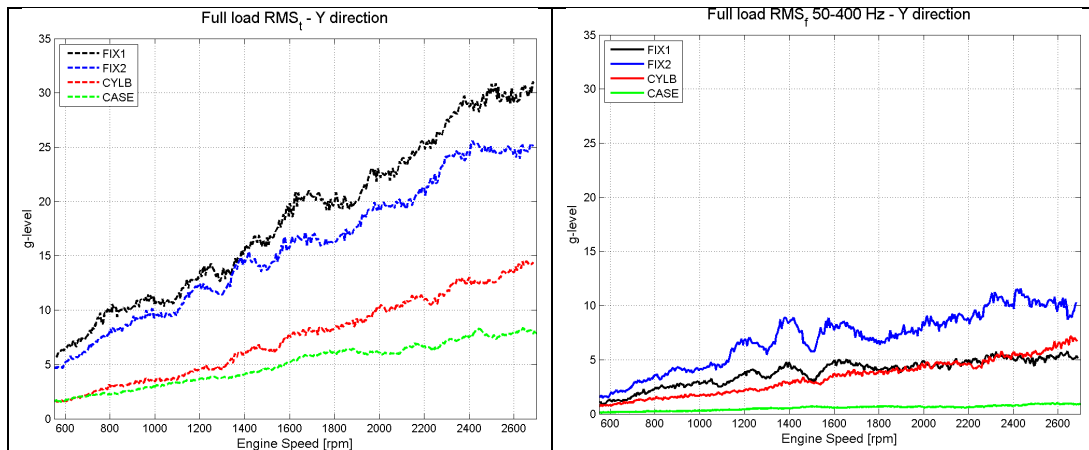 Full load RMSt - Y direction
35
30
25
20
15
10
5
0
g-level
FIX1
FIX2
CYLB
CASE
600 800 1000 1200 1400 1600 1800 2000 2200 2400 2600
Engine Speed [rpm]
Full load RMSf 50-400 Hz - Y direction
35
30
25
20
15
10
5
0
g-level
FIX1
FIX2
CYLB
CASE
600 800 1000 1200 1400 1600 1800 2000 2200 2400 2600
Engine Speed [rpm]